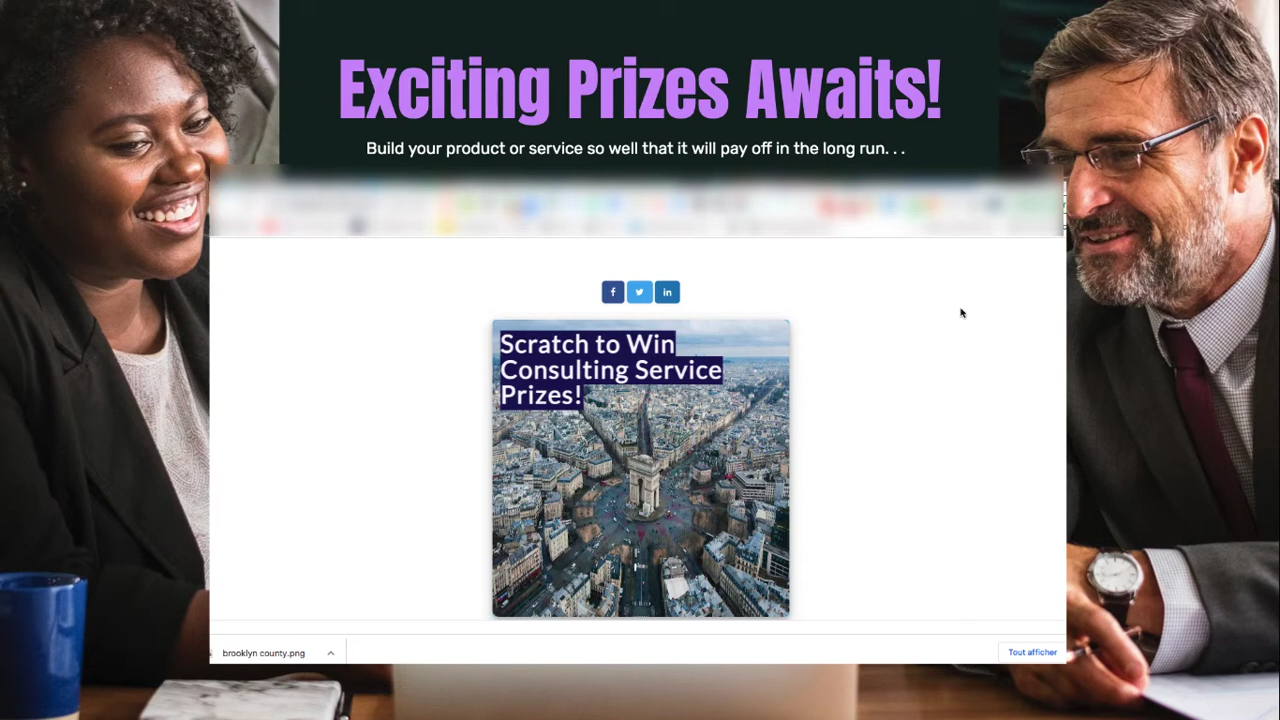 Exciting Prizes Awaits!
Build your product or service so well that it will pay off in the long run. . .
f
in
Scratch to Win
Consulting Service
Prizes!
brooklyn county.png
Tout afficher